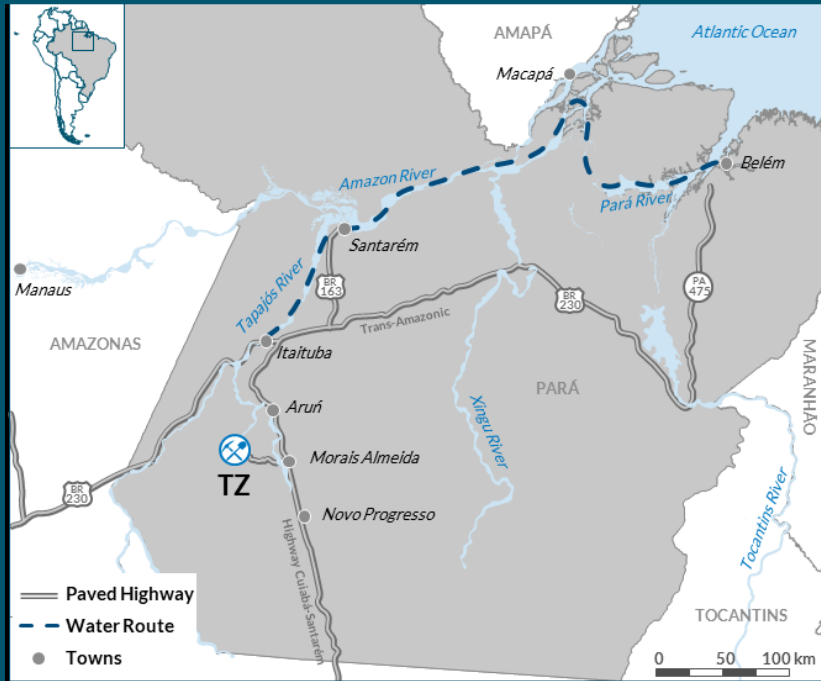 AMAPÁ
Atlantic Ocean
Macapá
Belém
Amazon River
Pará River
Santarém
Manaus
Tapajós River
BR
163
PA
475
BR
230
Trans-Amazonic
AMAZONAS
Itaituba
MARANHÃO
PARÁ
Aruń
Xingu River
TZ
Morais Almeida
BR
230
Novo Progresso
Tocantins River
Highway Cuiabá-Santarém
Paved Highway
Water Route
Towns
TOCANTINS
0 50 100 km